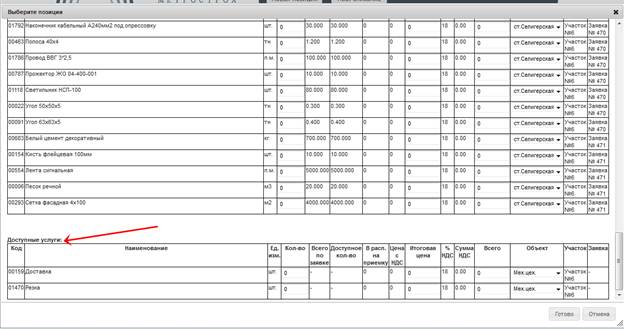 Выберите позиции
01792 Наконечник кабельный А240мм2 под опрессовку шт. 0 30.000 30.000 0 0 0 18 0.00 0 ст.Селигерская Участок №6 Заявка № 470
00463 Полоса 40х4 тн 0 1.200 1.200 0 0 0 18 0.00 0 ст.Селигерская Участок №6 Заявка № 470
01786 Провод ВВГ 3*2,5 п.м. 0 100.000 100.000 0 0 0 18 0.00 0 ст.Селигерская Участок №6 Заявка № 470
00787 Прожектор ЖО 04-400-001 шт. 0 10.000 10.000 0 0 0 18 0.00 0 ст.Селигерская Участок №6 Заявка № 470
01118 Светильник НСП-100 шт. 0 80.000 80.000 0 0 0 18 0.00 0 ст.Селигерская Участок №6 Заявка № 470
00022 Угол 50х50х5 тн 0 0.300 0.300 0 0 0 18 0.00 0 ст.Селигерская Участок №6 Заявка № 470
00091 Угол 63х63х5 тн 0 0.400 0.400 0 0 0 18 0.00 0 ст.Селигерская Участок №6 Заявка № 470
00683 Белый цемент декоративный кг. 0 700.000 700.000 0 0 0 18 0.00 0 ст.Селигерская Участок №6 Заявка № 471
00154 Кисть флейцевая 100мм шт. 0 10.000 10.000 0 0 0 18 0.00 0 ст.Селигерская Участок №6 Заявка № 471
00554 Лента сигнальная п.м. 0 5000.000 5000.000 0 0 0 18 0.00 0 ст.Селигерская Участок №6 Заявка № 471
00096 Песок речной м3 0 20.000 20.000 0 0 0 18 0.00 0 ст.Селигерская Участок №6 Заявка № 471
00293 Сетка фасадная 4х100 м2 0 4000.000 4000.000 0 0 0 18 0.00 0 ст.Селигерская Участок №6 Заявка № 471
Доступные услуги:
Код Наименование Ед. изм. Кол-во Всего по заявке Доступное кол-во В расп. на приемку Цена с НДС Итоговая цена % НДС Сумма НДС Всего Объект Участок Заявка
00159 Доставка шт. 0 - - - 0 0 18 0.00 0 Мех.цех. Участок №6 -
01470 Резка шт. 0 - - - 0 0 18 0.00 0 Мех.цех. Участок №6 -
Готово Отмена